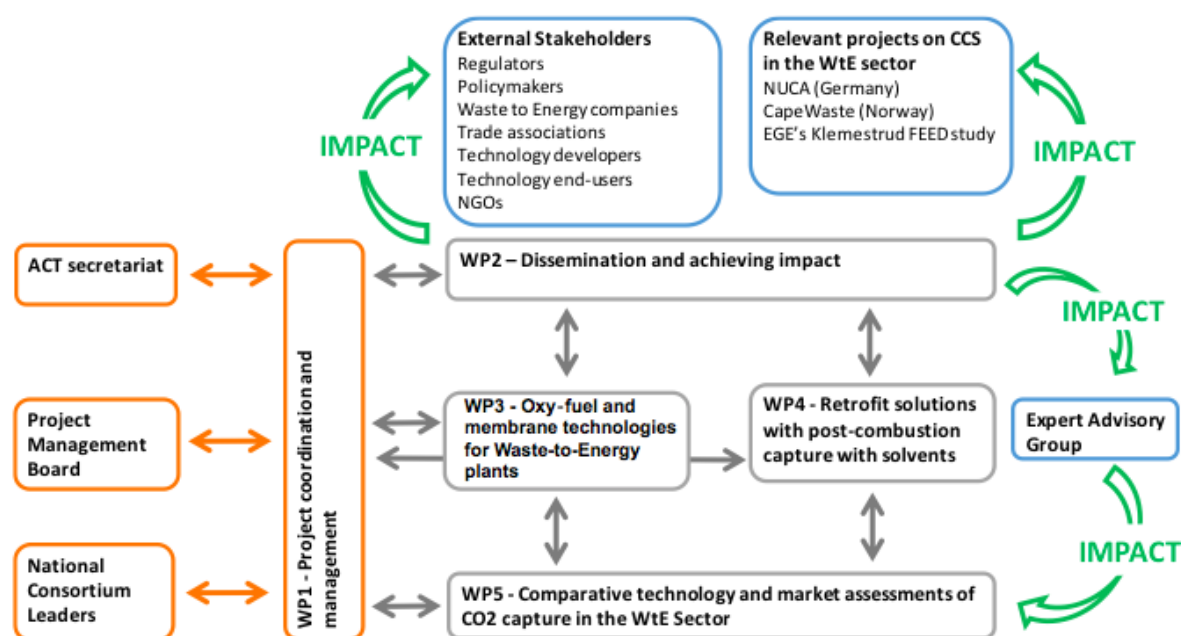 External Stakeholders
Regulators
Policymakers
Waste to Energy companies
Trade associations
Technology developers
Technology end-users
NGOs
Relevant projects on CCS
in the WtE sector
NUCA (Germany)
CapeWaste (Norway)
EGE's Klemestrud FEED study
IMPACT
IMPACT
ACT secretariat
WP2 – Dissemination and achieving impact
IMPACT
WP1 - Project coordination and
management
Project
Management
Board
WP3 - Oxy-fuel and
membrane technologies
for Waste-to-Energy
plants
WP4 - Retrofit solutions
with post-combustion
capture with solvents
Expert Advisory
Group
IMPACT
National
Consortium
Leaders
WP5 - Comparative technology and market assessments of
CO2 capture in the WtE Sector